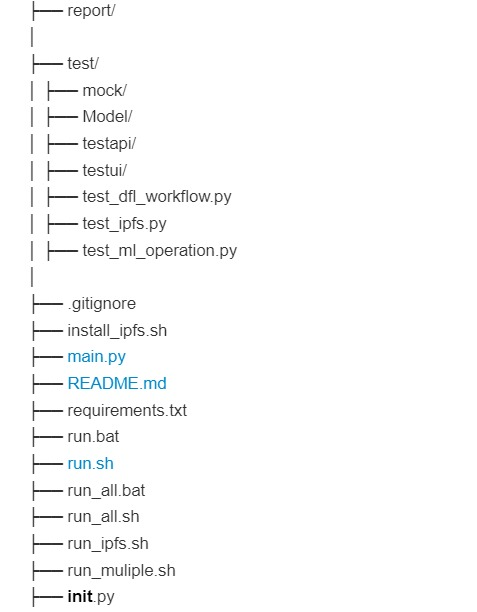 ├── report/
│
├── test/
│ ├── mock/
│ ├── Model/
│ ├── testapi/
│ ├── testui/
│ ├── test_dfl_workflow.py
│ ├── test_ipfs.py
│ ├── test_ml_operation.py
│
├── .gitignore
├── install_ipfs.sh
├── main.py
├── README.md
├── requirements.txt
├── run.bat
├── run.sh
├── run_all.bat
├── run_all.sh
├── run_ipfs.sh
├── run_muliple.sh
├── init.py